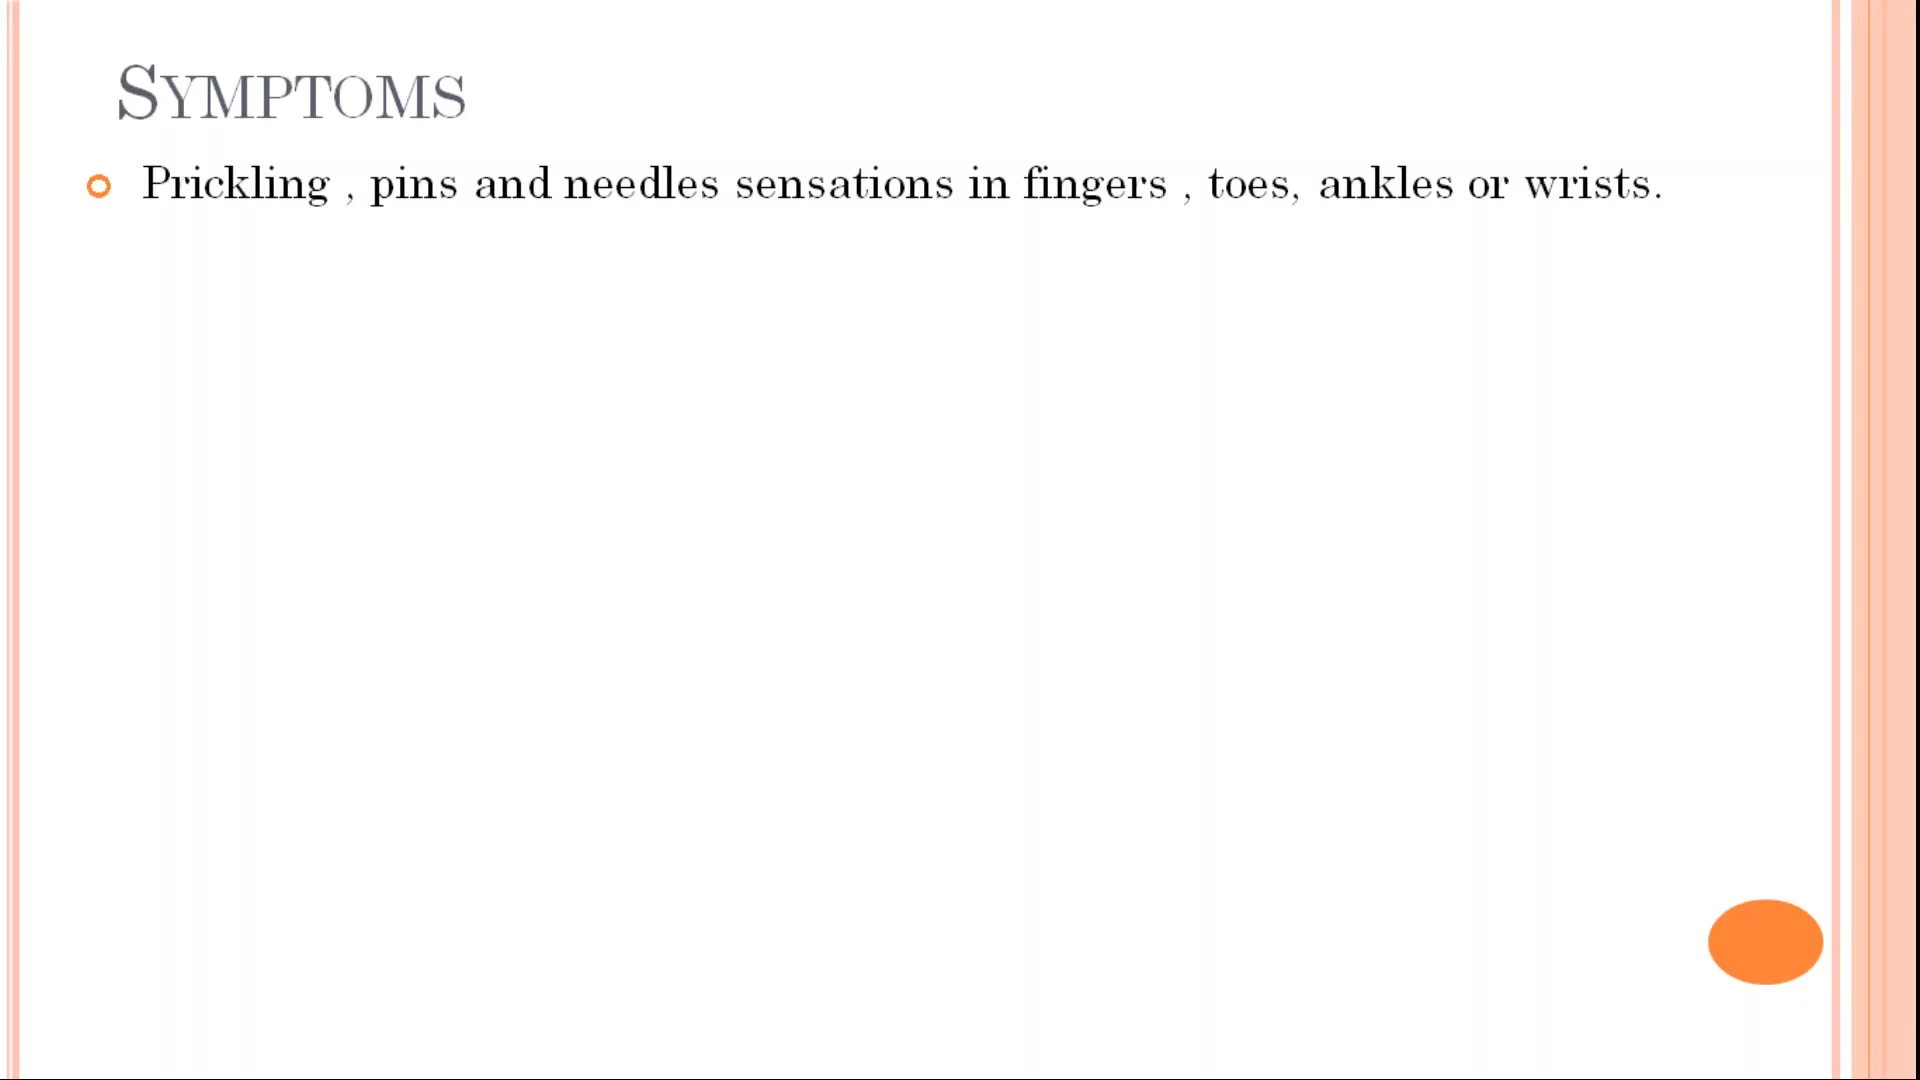 SYMPTOMS
Prickling , pins and needles sensations in fingers , toes, ankles or wrists.